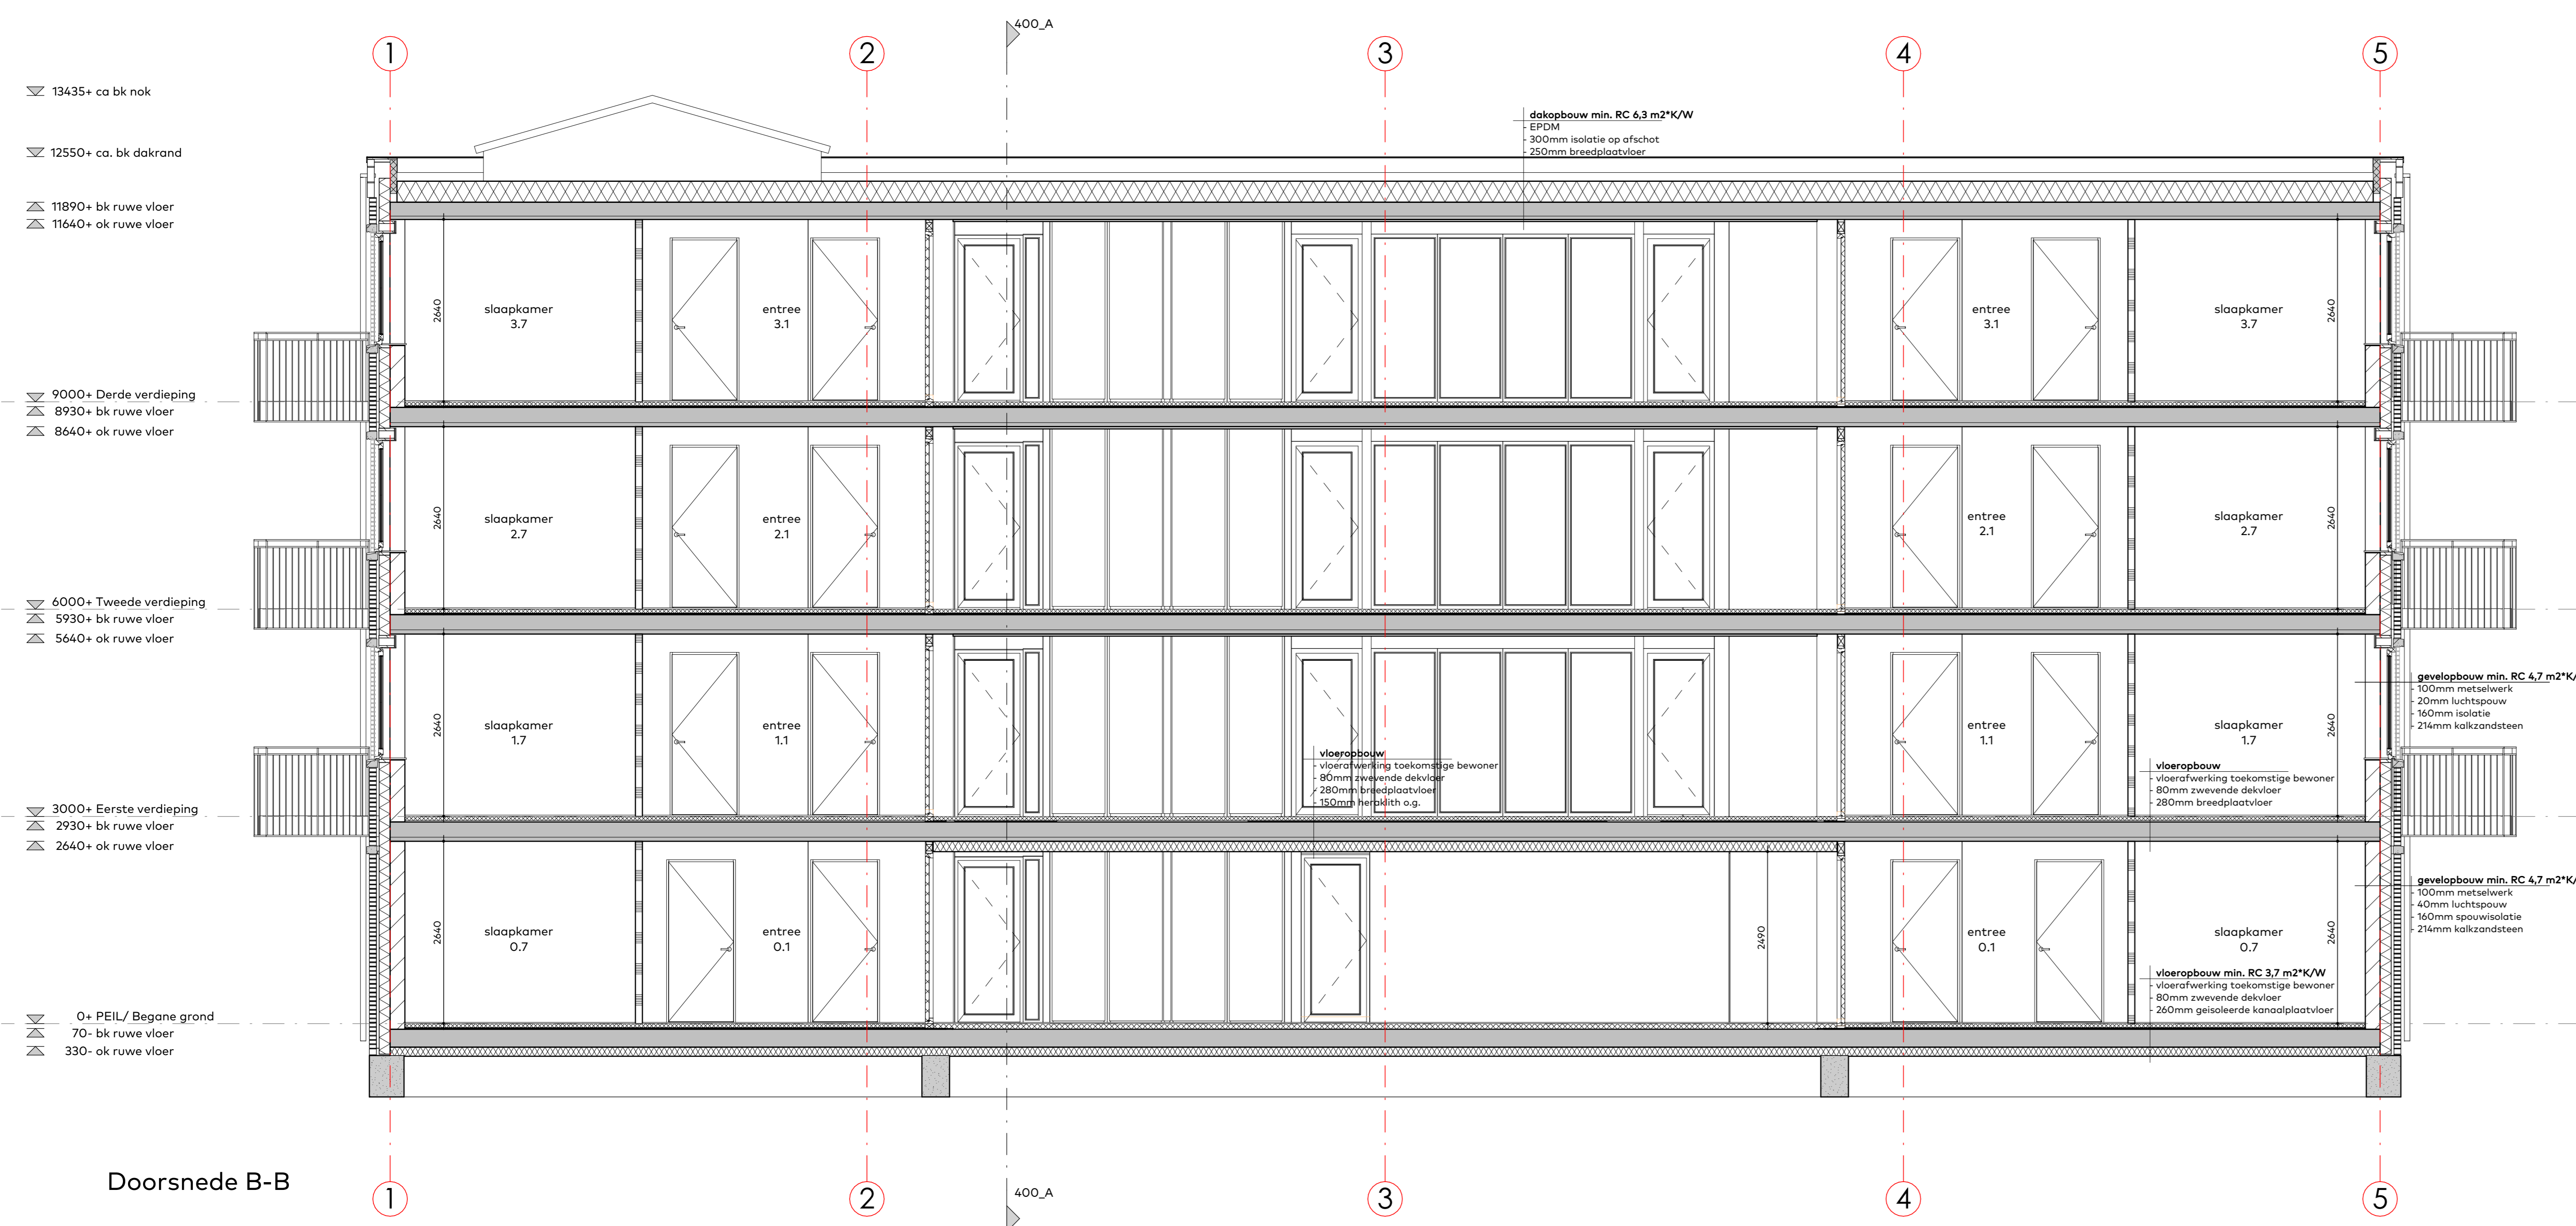 400_A
1
2
3
4
5
13435+ ca bk nok
12550+ ca. bk dakrand
11890+ bk ruwe vloer
11640+ ok ruwe vloer
dakopbouw min. RC 6,3 m2*K/W
- EPDM
- 300mm isolatie op afschot
- 250mm breedplaatvloer
2640
slaapkamer
3.7
entree
3.1
entree
3.1
slaapkamer
3.7
2640
9000+ Derde verdieping
8930+ bk ruwe vloer
8640+ ok ruwe vloer
2640
slaapkamer
2.7
entree
2.1
entree
2.1
slaapkamer
2.7
2640
6000+ Tweede verdieping
5930+ bk ruwe vloer
5640+ ok ruwe vloer
2640
slaapkamer
1.7
entree
1.1
entree
1.1
slaapkamer
1.7
2640
gevelopbouw min. RC 4,7 m2*K/
- 100mm metselwerk
- 20mm luchtspouw
- 160mm isolatie
- 214mm kalkzandsteen
vloeropbouw
- vloerafwerking toekomstige bewoner
- 80mm zwevende dekvloer
- 280mm breedplaatvloer
- 150mm heraklith o.g.
vloeropbouw
- vloerafwerking toekomstige bewoner
- 80mm zwevende dekvloer
- 280mm breedplaatvloer
3000+ Eerste verdieping
2930+ bk ruwe vloer
2640+ ok ruwe vloer
2640
slaapkamer
0.7
entree
0.1
2490
entree
0.1
slaapkamer
0.7
2640
gevelopbouw min. RC 4,7 m2*K/
- 100mm metselwerk
- 40mm luchtspouw
- 160mm spouwisolatie
- 214mm kalkzandsteen
vloeropbouw min. RC 3,7 m2*K/W
- vloerafwerking toekomstige bewoner
- 80mm zwevende dekvloer
- 260mm geisoleerde kanaalplaatvloer
0+ PEIL/ Begane grond
70- bk ruwe vloer
330- ok ruwe vloer
Doorsnede B-B
400_A
1
2
3
4
5